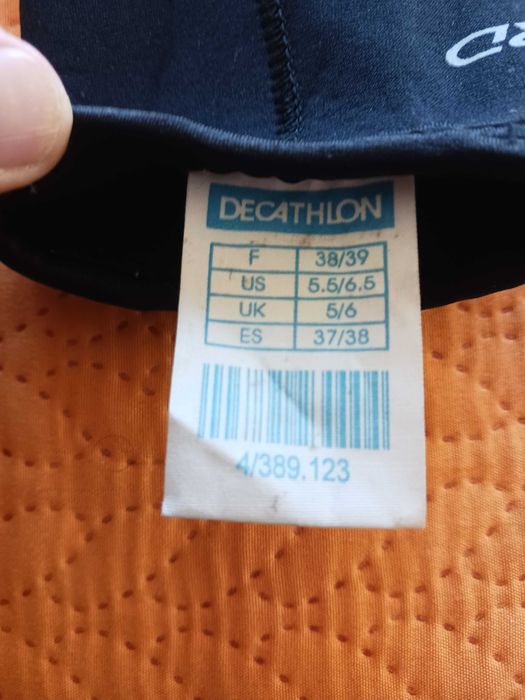 DECATHLON
F 38/39
US 5.5/6.5
UK 5/6
ES 37/38
4/389.123